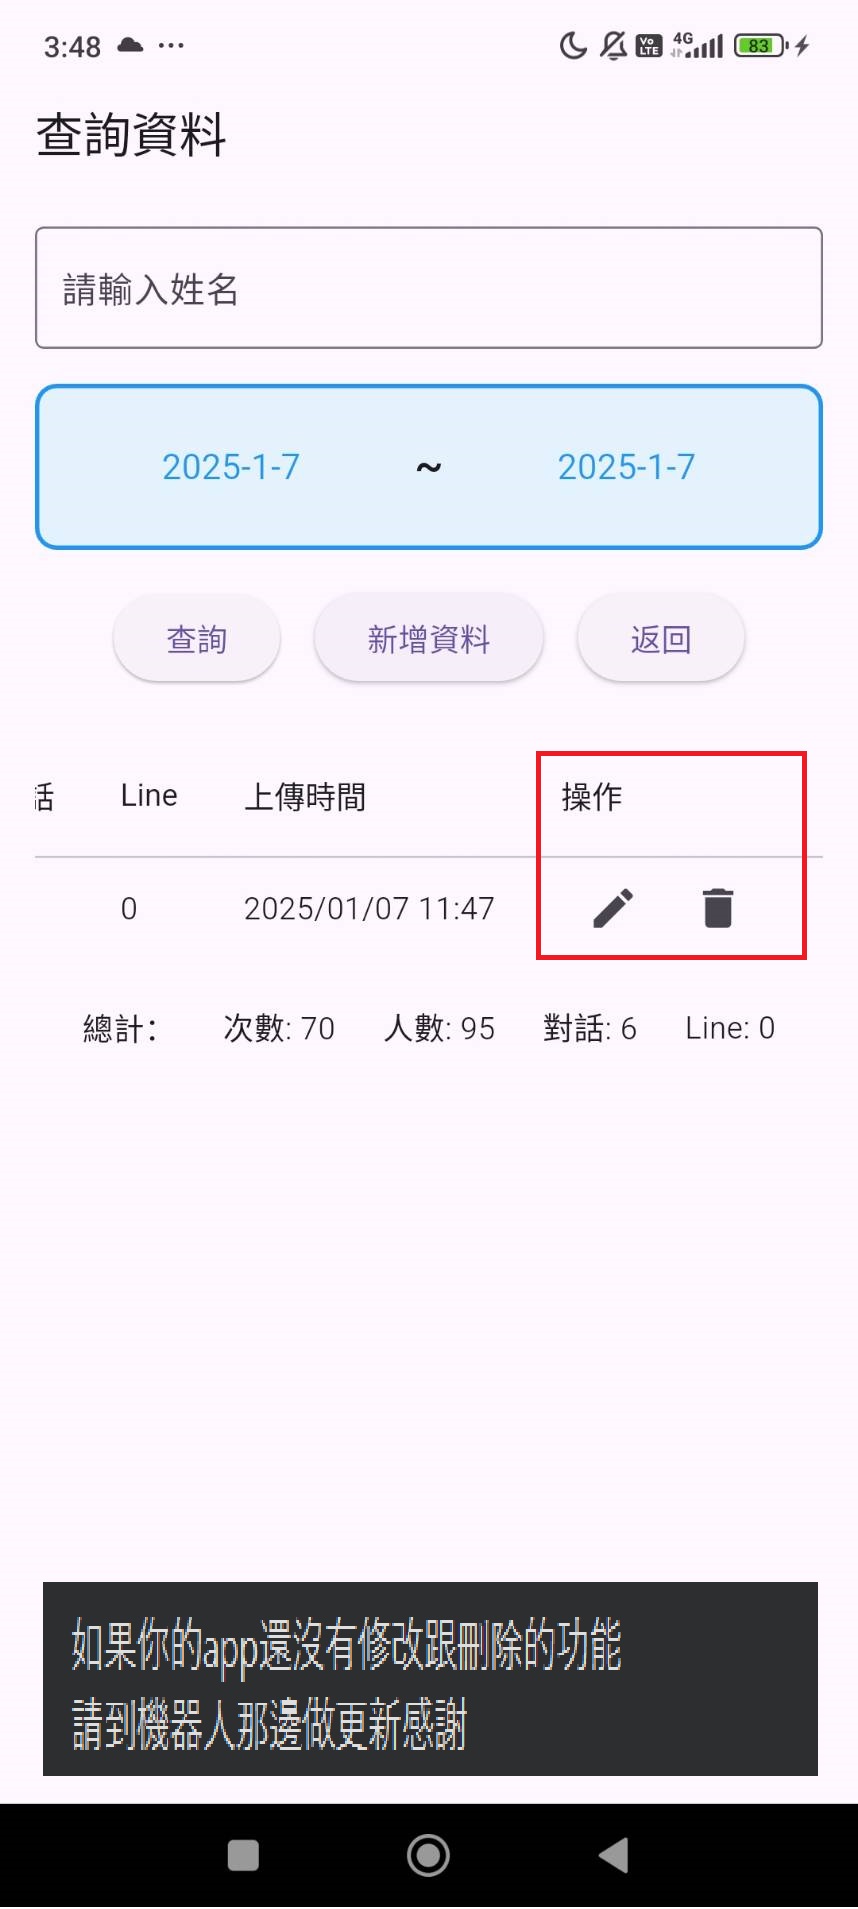 3:48
Vo LTE 4G 83
查詢資料
請輸入姓名
2025-1-7 ~ 2025-1-7
查詢 新增資料 返回
話 Line 上傳時間 操作
0 2025/01/07 11:47
總計： 次數: 70 人數: 95 對話: 6 Line: 0
如果你的app還沒有修改跟刪除的功能
請到機器人那邊做更新感謝